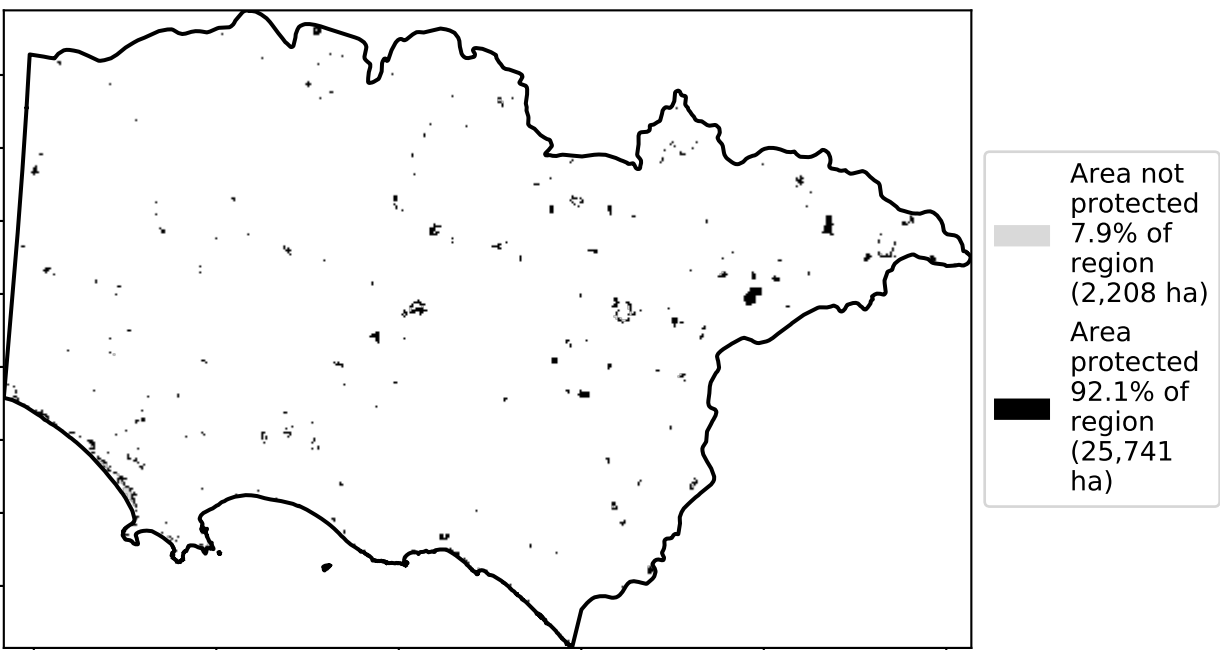 Area not
protected
7.9% of
region
(2,208 ha)
Area
protected
92.1% of
region
(25,741
ha)